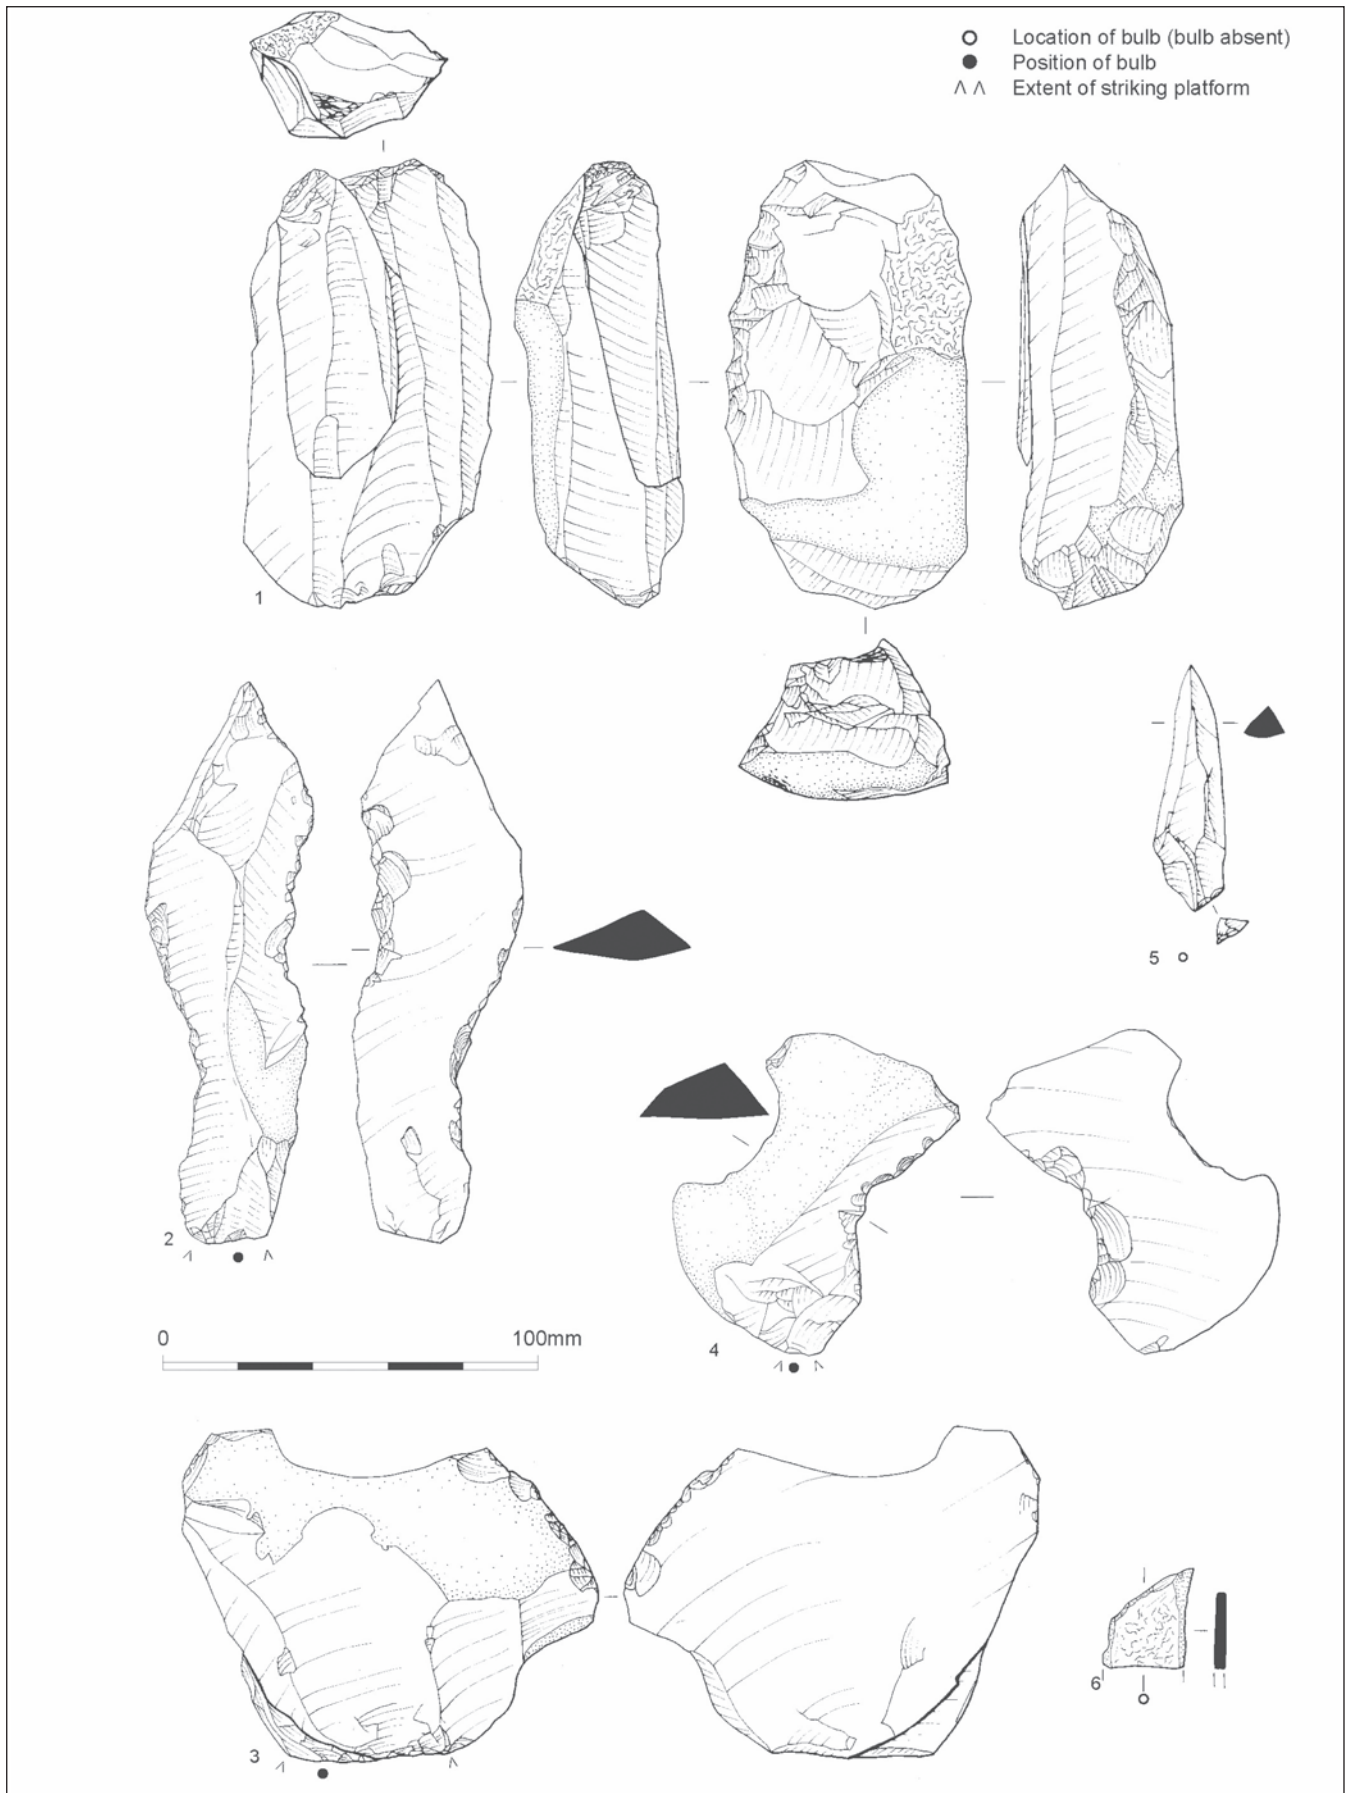 Location of bulb (bulb absent)
Position of bulb
Extent of striking platform
1
2
5
0 100mm
4
3
6